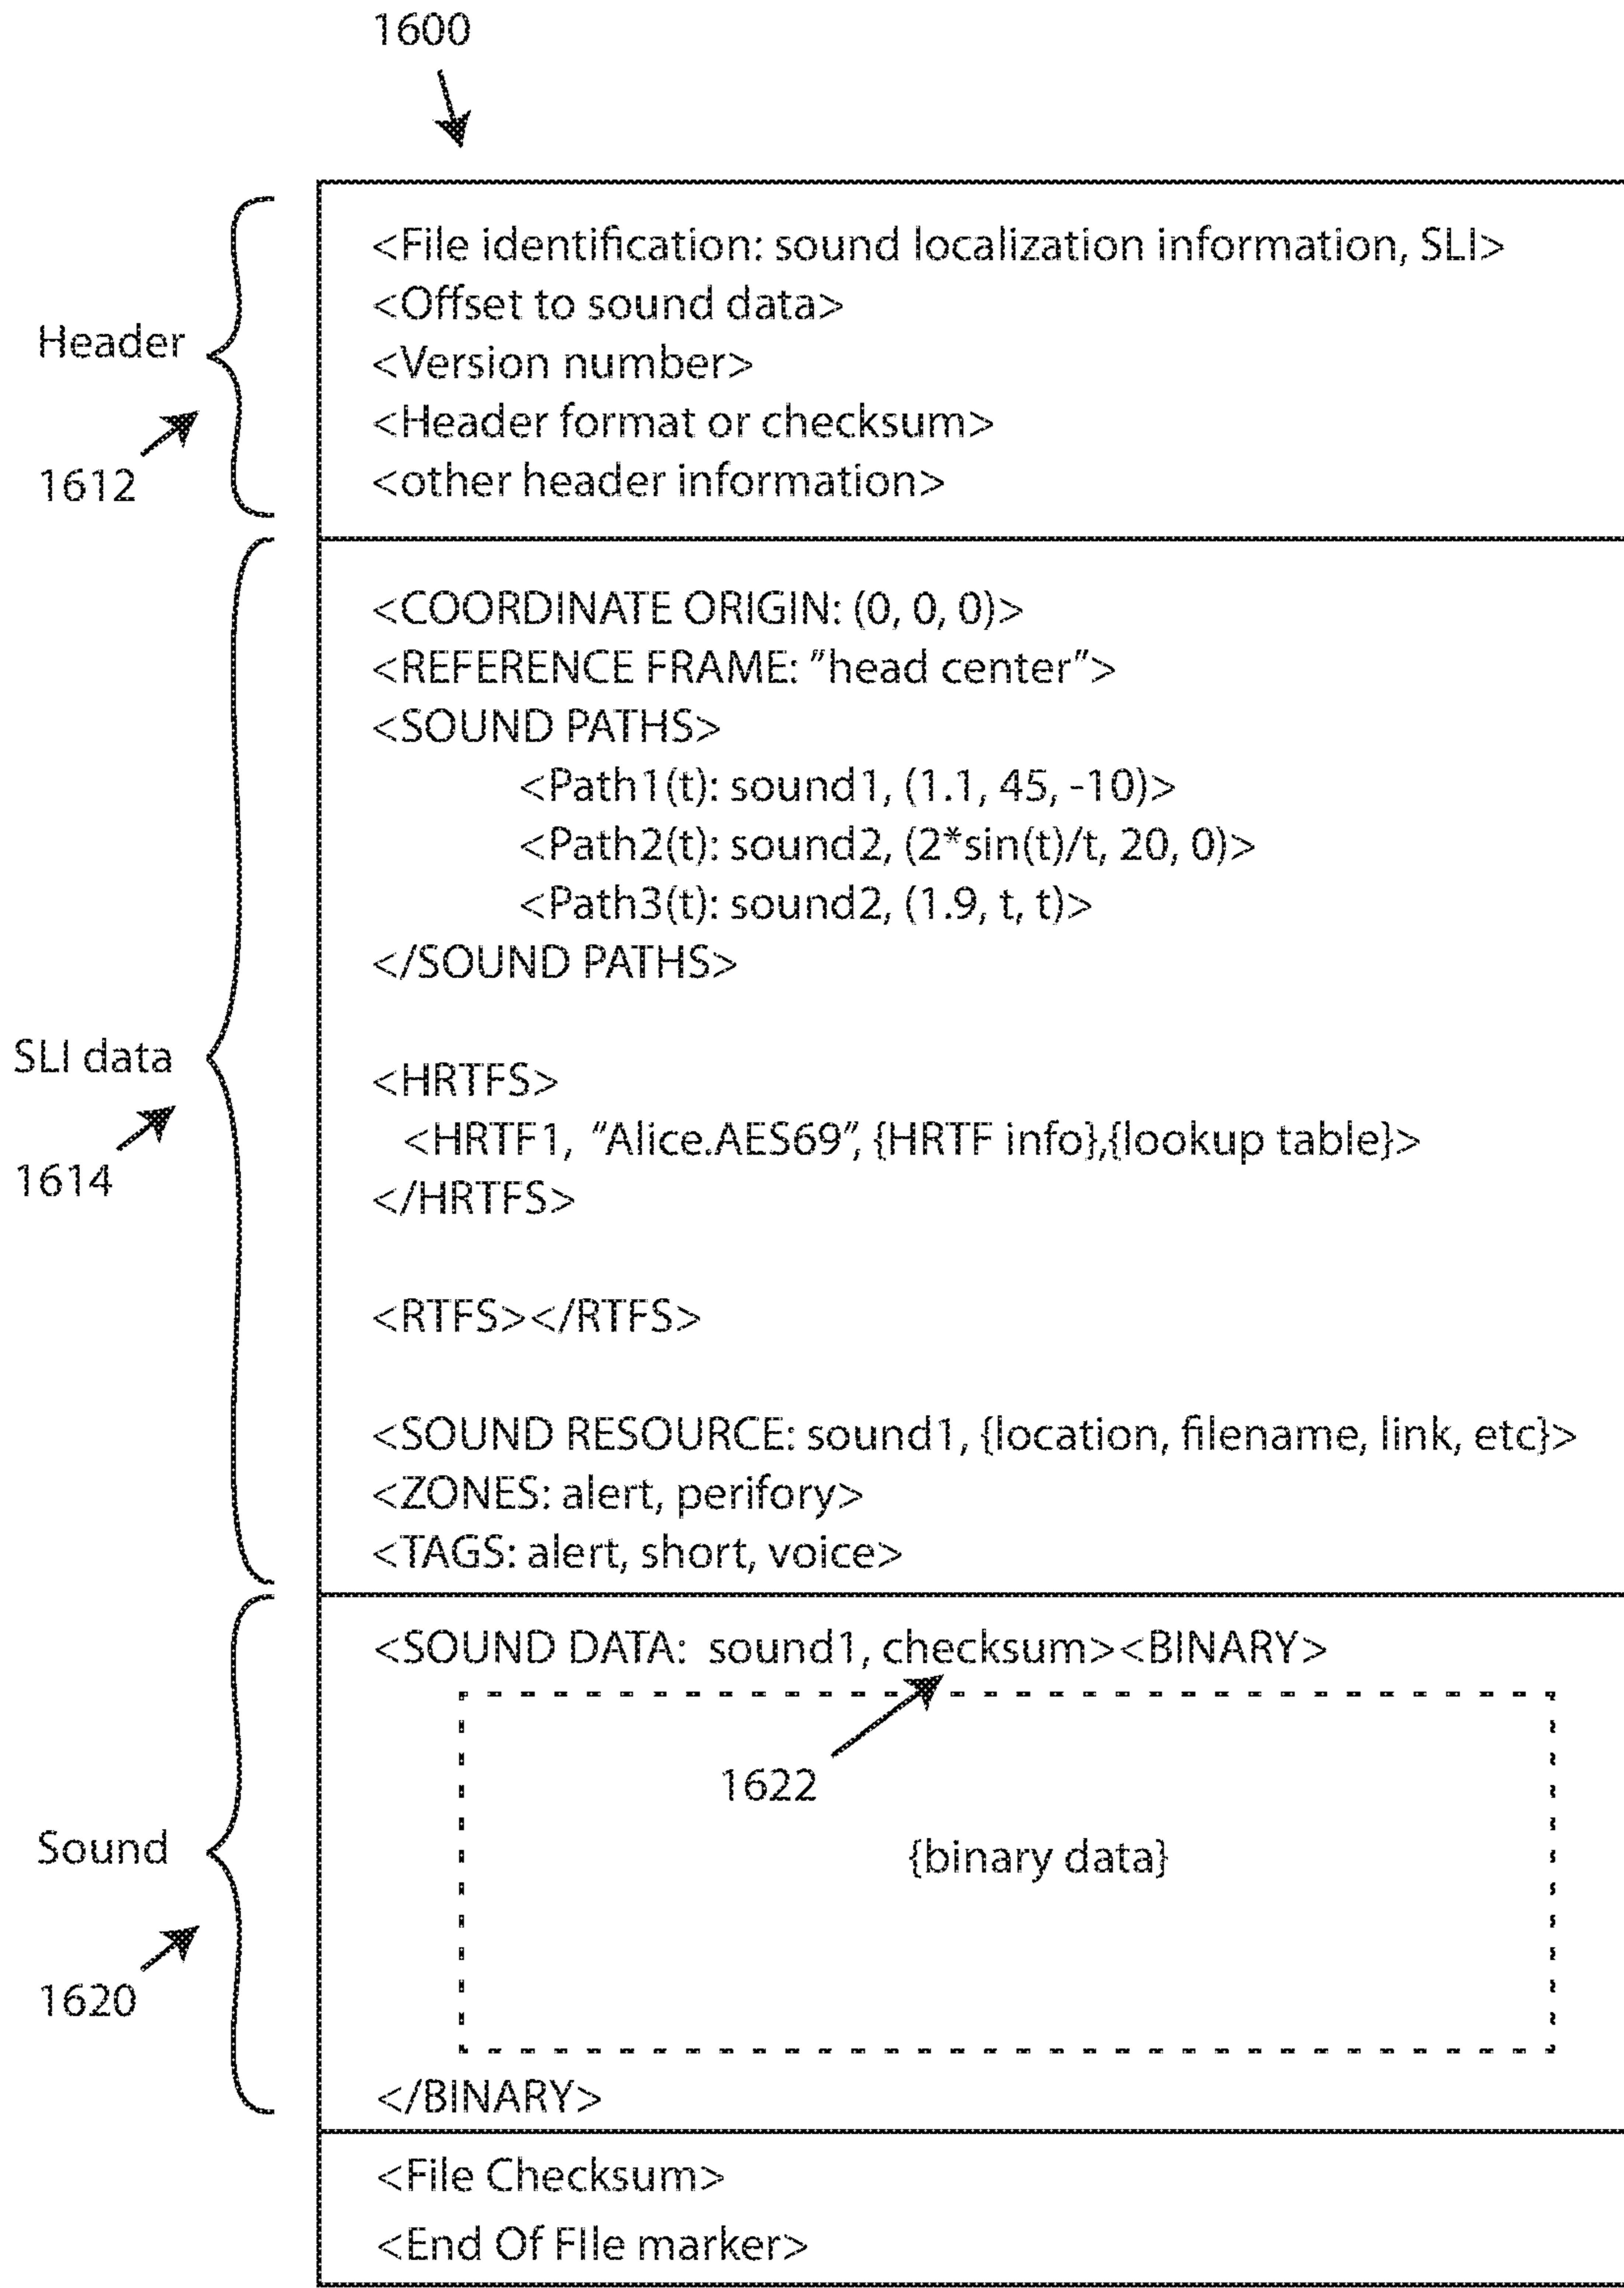 1600
Header
1612
<File identification: sound localization information, SLI>
<Offset to sound data>
<Version number>
<Header format or checksum>
<other header information>
SLI data
1614
<COORDINATE ORIGIN: (0, 0, 0)>
<REFERENCE FRAME: ”head center”>
<SOUND PATHS>
<Path1(t): sound1, (1.1, 45, -10)>
<Path2(t): sound2, (2*sin(t)/t, 20, 0)>
<Path3(t): sound2, (1.9, t, t)>
</SOUND PATHS>
<HRTFS>
<HRTF1, “Alice.AES69”, {HRTF info},{lookup table}>
</HRTFS>
<RTFS></RTFS>
<SOUND RESOURCE: sound1, {location, filename, link, etc}>
<ZONES: alert, perifory>
<TAGS: alert, short, voice>
Sound
1620
<SOUND DATA: sound1, checksum><BINARY>
1622
{binary data}
</BINARY>
<File Checksum>
<End Of FIle marker>